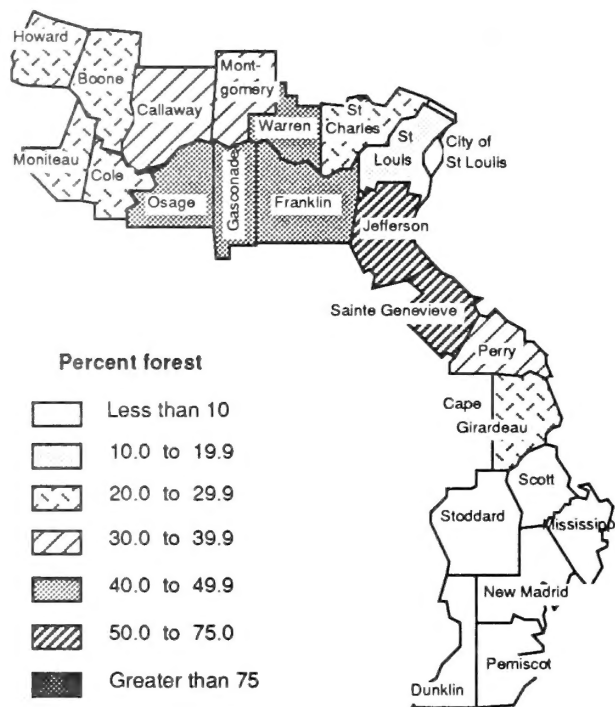 Howard
Boone
Mont-
gomery
Callaway
Warren
St
Charles
St
Louis
City of
St Louis
Moniteau
Cole
Osage
Gasconade
Franklin
Jefferson
Sainte Genevieve
Perry
Cape
Girardeau
Scott
Stoddard
Mississippi
New Madrid
Pemiscot
Dunklin
Percent forest
Less than 10
10.0 to 19.9
20.0 to 29.9
30.0 to 39.9
40.0 to 49.9
50.0 to 75.0
Greater than 75